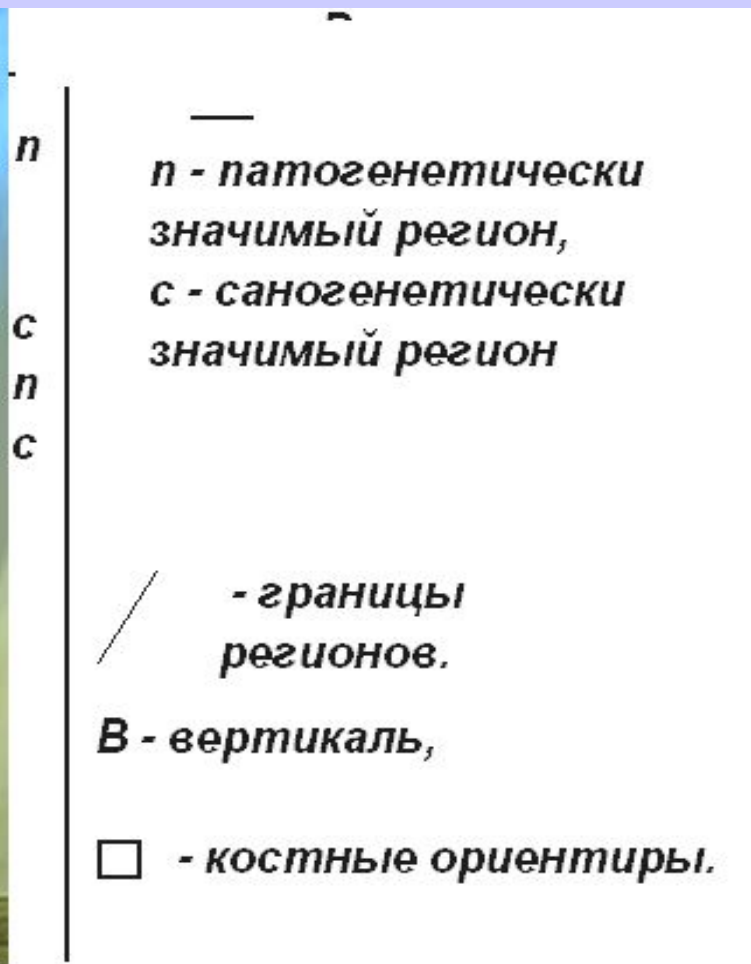 п
с
п
с
п - патогенетически
значимый регион,
с - саногенетически
значимый регион
- границы
регионов.
В - вертикаль,
- костные ориентиры.